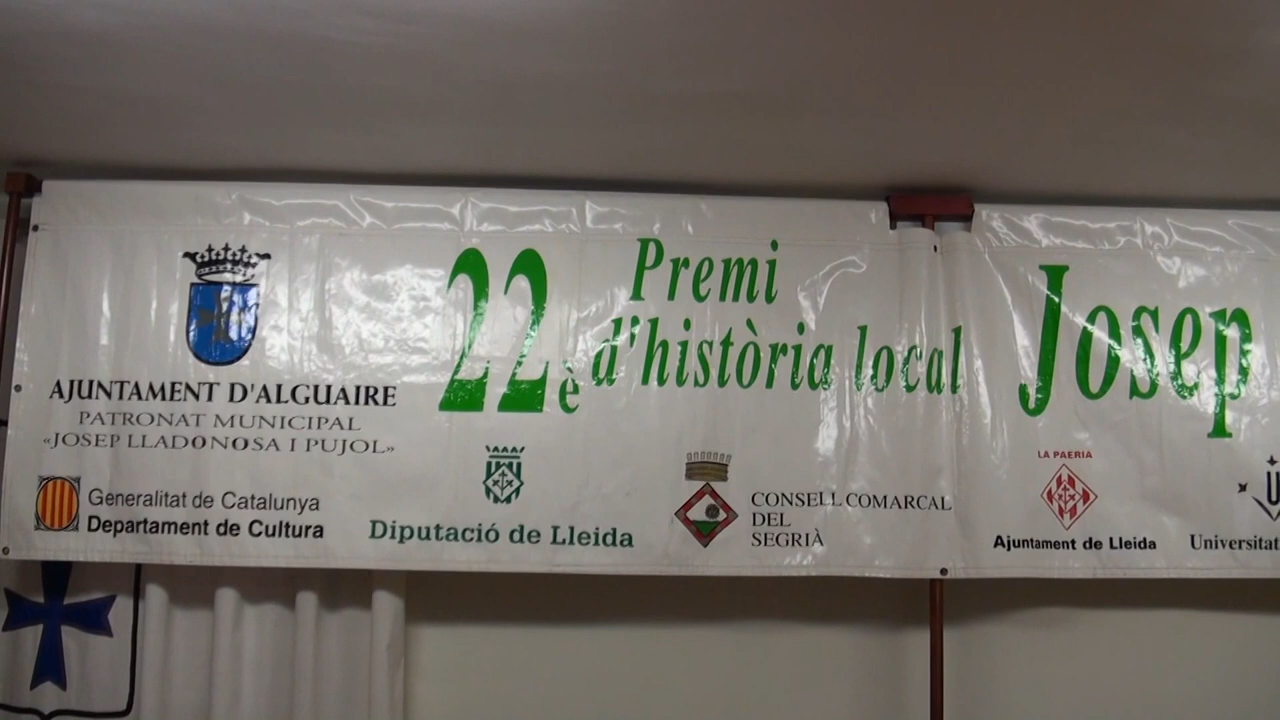 AJUNTAMENT D'ALGUAIRE
PATRONAT MUNICIPAL
«JOSEP LLADONOSA I PUJOL»
22è
Premi
d'història local
Josep
Generalitat de Catalunya
Departament de Cultura
Diputació de Lleida
CONSELL COMARCAL
DEL
SEGRIÀ
LA PAERIA
Ajuntament de Lleida
Universitat